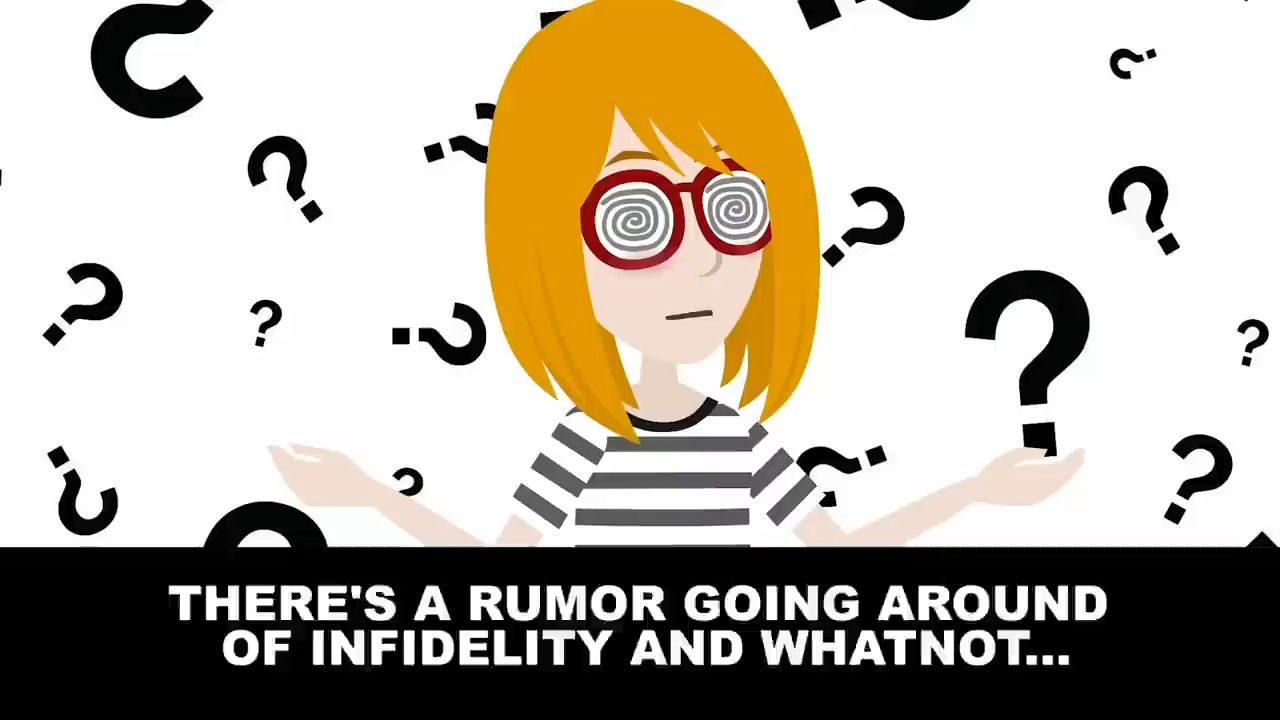 THERE'S A RUMOR GOING AROUND
OF INFIDELITY AND WHATNOT...